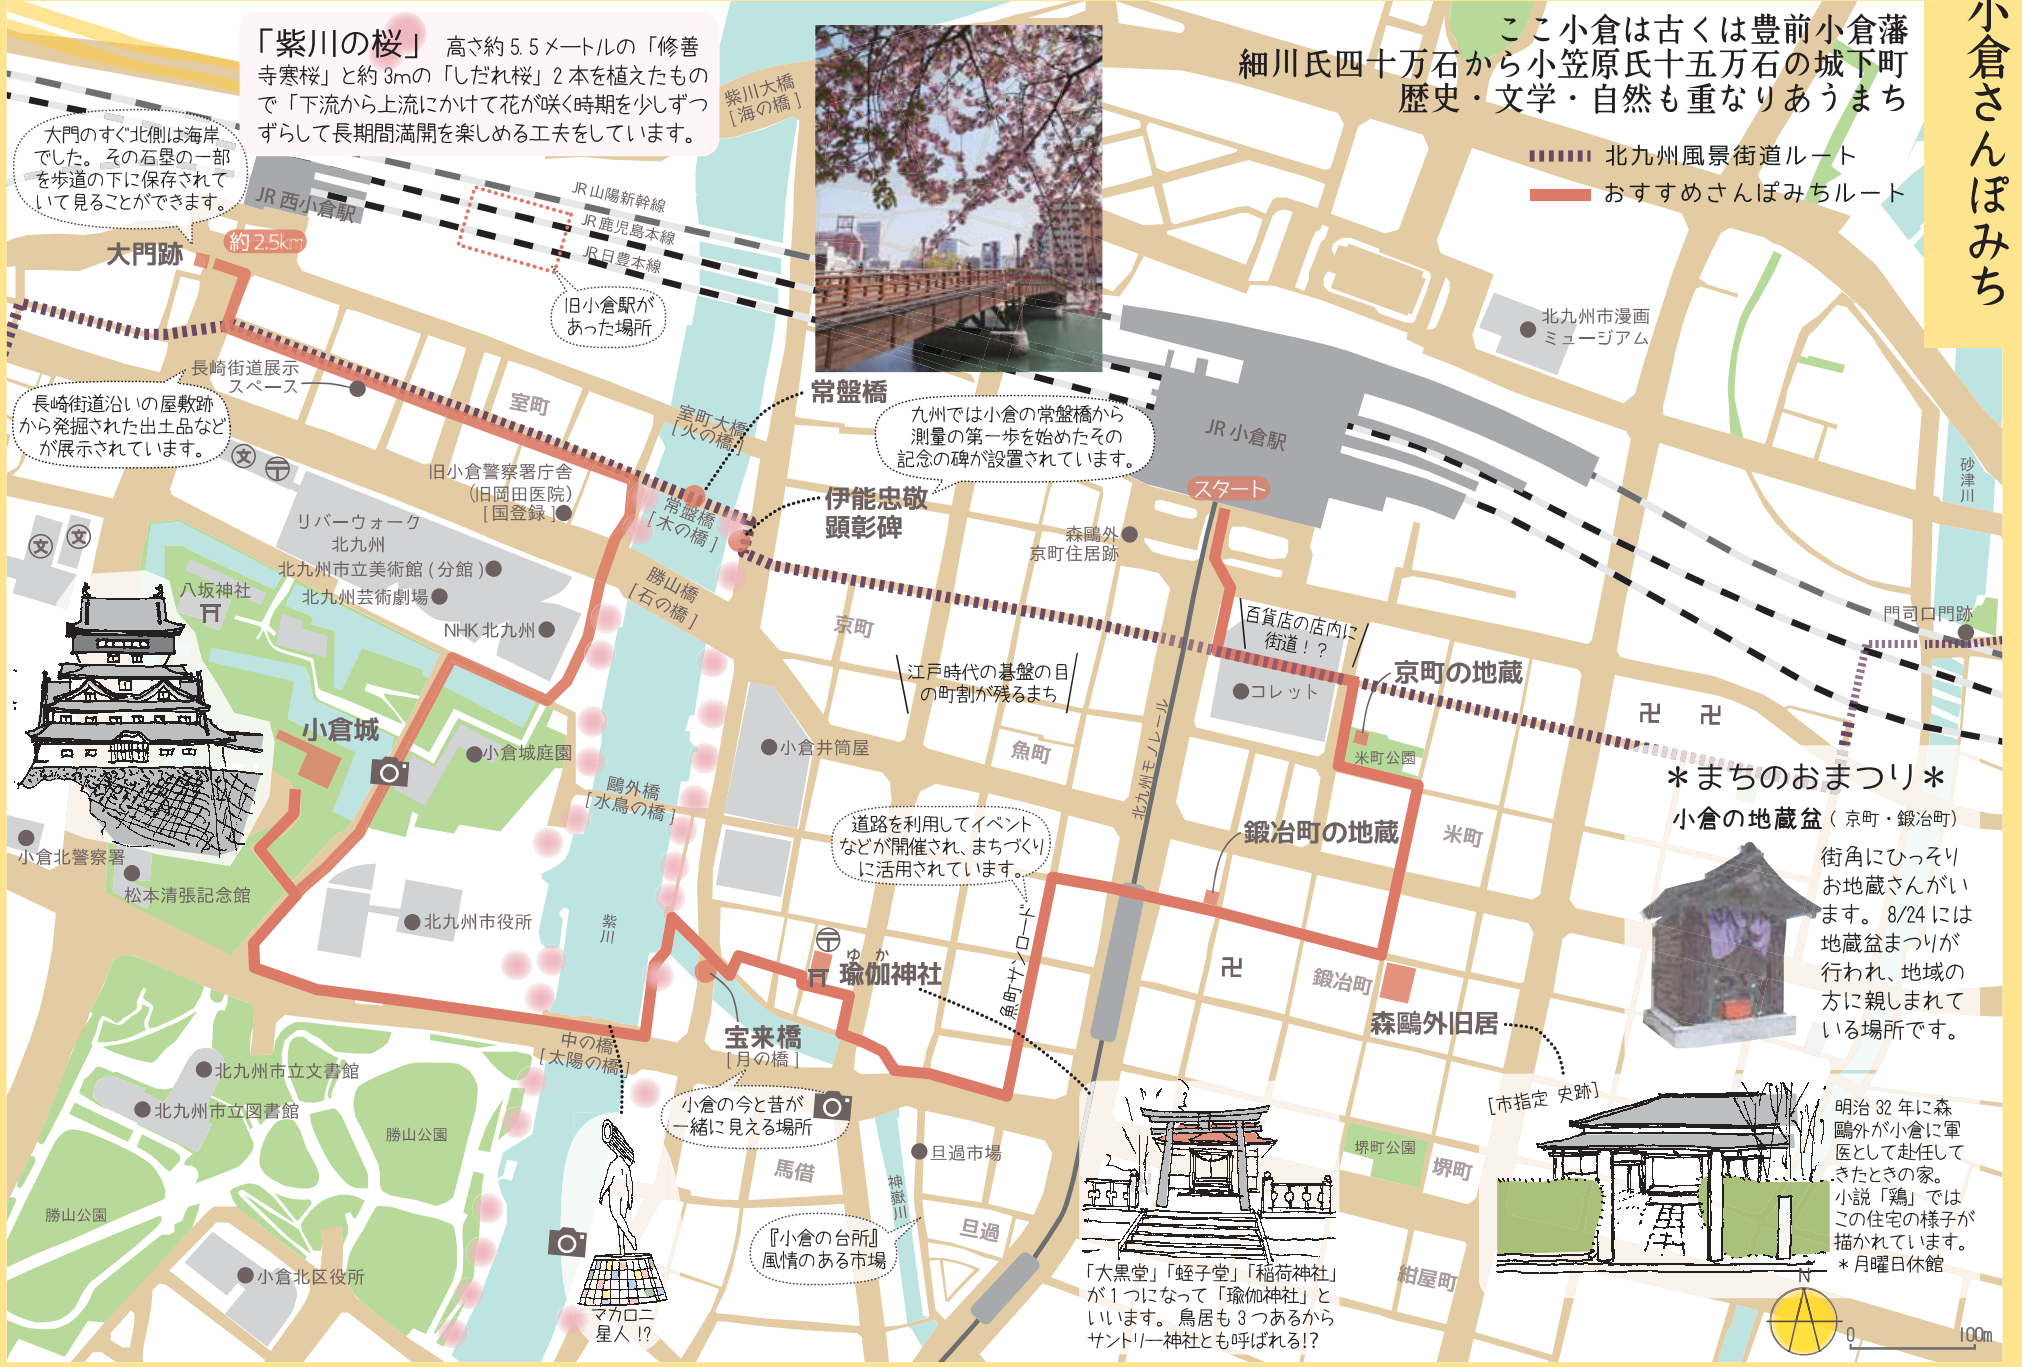 小倉さんぽみち
ここ小倉は古くは豊前小倉藩
細川氏四十万石から小笠原氏十五万石の城下町
歴史・文学・自然も重なりあうまち
北九州風景街道ルート
おすすめさんぽみちルート
「紫川の桜」 高さ約 5.5 メートルの「修善
寺寒桜」と約 3mの「しだれ桜」2 本を植えたもの
で「下流から上流にかけて花が咲く時期を少しずつ
ずらして長期間満開を楽しめる工夫をしています。
紫川大橋
[海の橋]
大門のすぐ北側は海岸
でした。その石塁の一部
を歩道の下に保存されて
いて見ることができます。
JR 西小倉駅
JR 山陽新幹線
JR 鹿児島本線
JR 日豊本線
大門跡
約 2.5km
旧小倉駅が
あった場所
長崎街道展示
スペース
長崎街道沿いの屋敷跡
から発掘された出土品など
が展示されています。
室町
室町大橋
[火の橋]
常盤橋
九州では小倉の常盤橋から
測量の第一歩を始めたその
記念の碑が設置されています。
伊能忠敬
顕彰碑
常盤橋
[木の橋]
JR 小倉駅
スタート
北九州市漫画
ミュージアム
砂津川
門司口門跡
森鷗外
京町住居跡
文
文
文
旧小倉警察署庁舎
(旧岡田医院)
[国登録]
リバーウォーク
北九州
北九州市立美術館 ( 分館 )
北九州芸術劇場
NHK 北九州
八坂神社
勝山橋
[石の橋]
京町
江戸時代の碁盤の目
の町割が残るまち
百貨店の店内に
街道!?
コレット
京町の地蔵
米町公園
小倉城
小倉城庭園
小倉井筒屋
魚町
北九州モノレール
鷗外橋
[水鳥の橋]
道路を利用してイベント
などが開催され、まちづくり
に活用されています。
鍛冶町の地蔵
米町
卍
卍
卍
小倉北警察署
松本清張記念館
北九州市役所
紫川
魚町サンロード
ゆか
瑜伽神社
鍛冶町
森鷗外旧居
宝来橋
[月の橋]
中の橋
[太陽の橋]
小倉の今と昔が
一緒に見える場所
北九州市立文書館
北九州市立図書館
勝山公園
勝山公園
小倉北区役所
マカロニ
星人!?
馬借
神嶽川
旦過市場
旦過
『小倉の台所』
風情のある市場
「大黒堂」「蛭子堂」「稲荷神社」
が1つになって「瑜伽神社」と
いいます。鳥居も3つあるから
サントリー神社とも呼ばれる!?
堺町公園
堺町
紺屋町
[市指定 史跡]
明治 32 年に森
鷗外が小倉に軍
医として赴任して
きたときの家。
小説「鶏」では
この住宅の様子が
描かれています。
*月曜日休館
*まちのおまつり*
小倉の地蔵盆 ( 京町・鍛冶町)
街角にひっそり
お地蔵さんがい
ます。8/24 には
地蔵盆まつりが
行われ、地域の
方に親しまれて
いる場所です。
N
0 100m